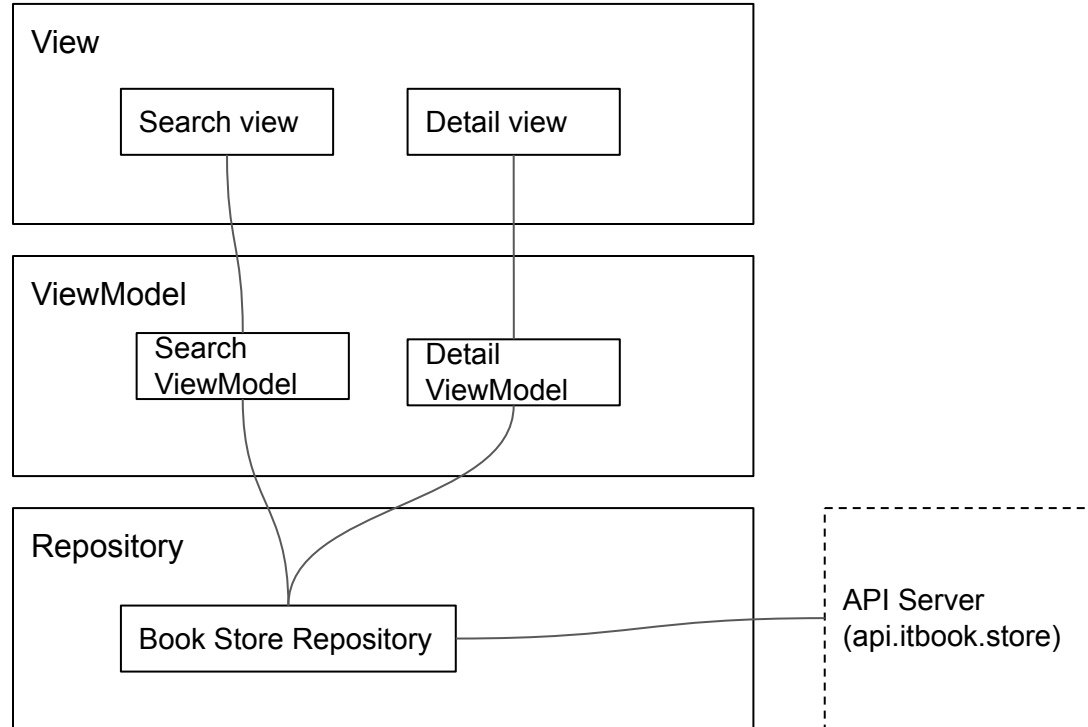 View
Search view
Detail view
ViewModel
Search
ViewModel
Detail
ViewModel
Repository
Book Store Repository
API Server
(api.itbook.store)